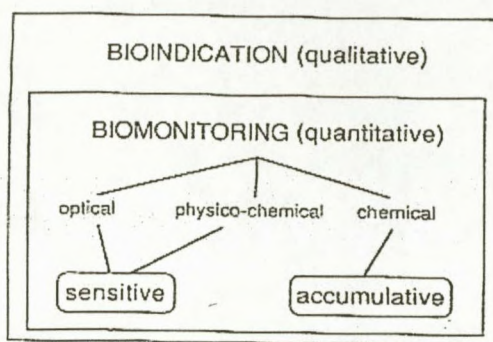 BIOINDICATION (qualitative)
BIOMONITORING (quantitative)
optical physico-chemical chemical
sensitive accumulative